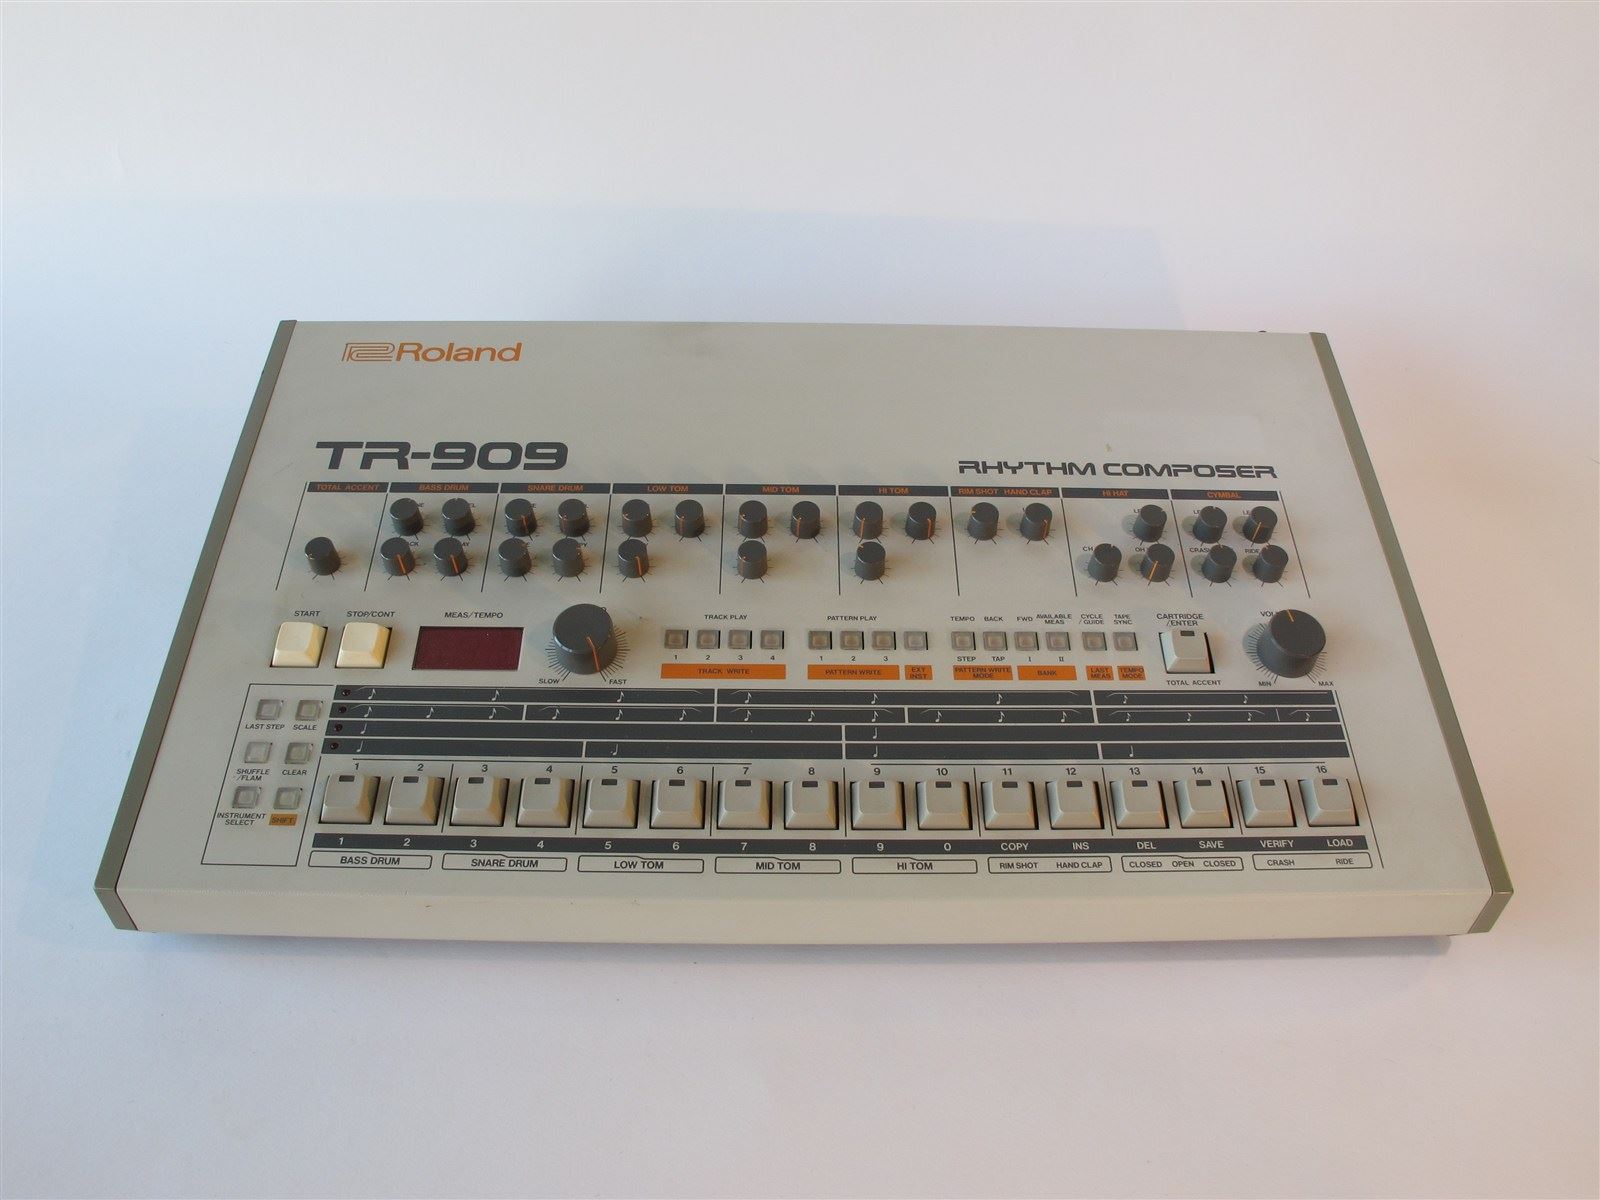 Roland
TR-909
RHYTHM COMPOSER
TOTAL ACCENT BASS DRUM SNARE DRUM LOW TOM MID TOM HI TOM RIM SHOT HAND CLAP HI HAT CYMBAL
CH OH CRASH RIDE
START STOP/CONT MEAS/TEMPO TRACK PLAY PATTERN PLAY TEMPO BACK FWD AVAILABLE MEAS CYCLE /GUIDE TAPE SYNC CARTRIDGE /ENTER
1 2 3 4 1 2 3 STEP TAP I II
SLOW FAST TRACK WRITE PATTERN WRITE EXT INST PATTERN WRITE MODE BANK LAST MEAS TEMPO MODE TOTAL ACCENT MIN MAX
LAST STEP SCALE
SHUFFLE /FLAM CLEAR
INSTRUMENT SELECT SHIFT
1 2 3 4 5 6 7 8 9 10 11 12 13 14 15 16
1 2 3 4 5 6 7 8 9 0 COPY INS DEL SAVE VERIFY LOAD
BASS DRUM SNARE DRUM LOW TOM MID TOM HI TOM RIM SHOT HAND CLAP CLOSED OPEN CLOSED CRASH RIDE